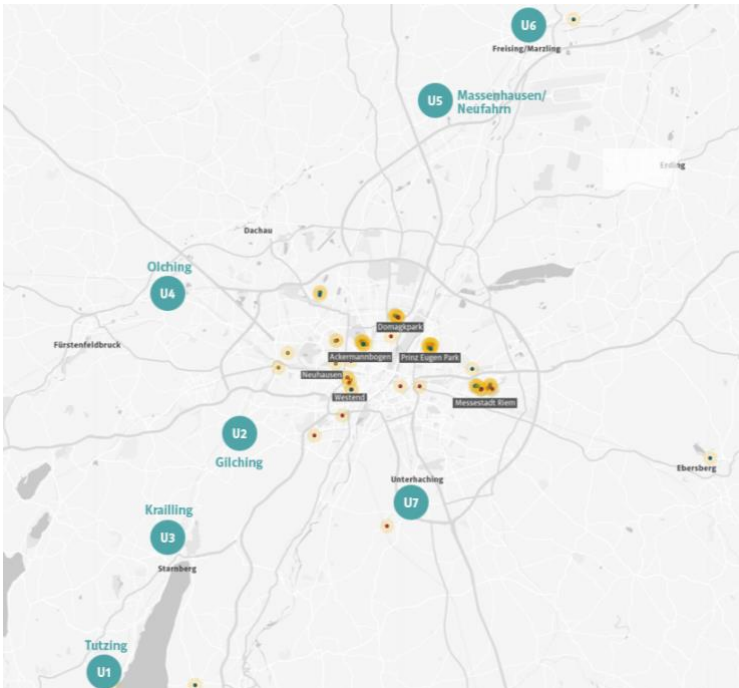 U6
Freising/Marzling
U5
Massenhausen/
Neufahrn
Erding
Dachau
Olching
U4
Domagkpark
Fürstenfeldbruck
Ackermannbogen
Prinz Eugen Park
Neuhausen
Westend
Messestadt Riem
U2
Gilching
Ebersberg
Unterhaching
U7
Krailling
U3
Starnberg
Tutzing
U1